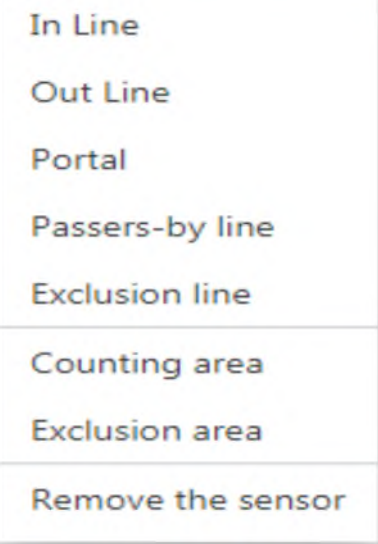 In Line
Out Line
Portal
Passers-by line
Exclusion line
Counting area
Exclusion area
Remove the sensor